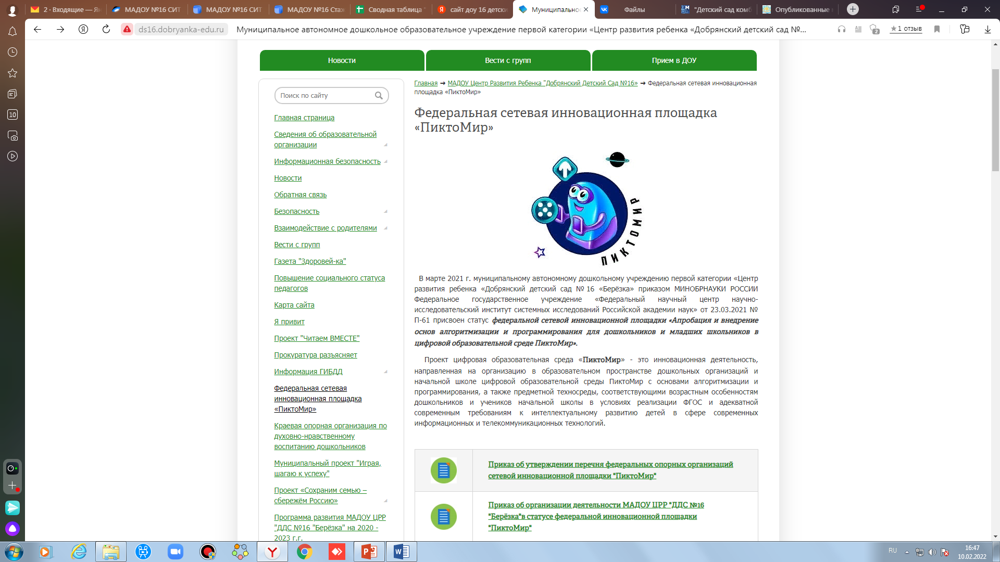 2 · Входящие — Ян
МАДОУ №16 СИТ
МАДОУ №16 СИТ
МАДОУ №16 Стаж
Сводная таблица
сайт доу 16 детски
Муниципальное
Файлы
"Детский сад комб
Опубликованные
ds16.dobryanka-edu.ru
Муниципальное автономное дошкольное образовательное учреждение первой категории «Центр развития ребенка «Добрянский детский сад №...
2
★ 1 отзыв
10
Новости
Вести с групп
Прием в ДОУ
Поиск по сайту
Главная страница
Сведения об образовательной
организации
Информационная безопасность
Новости
Обратная связь
Безопасность
Взаимодействие с родителями
Вести с групп
Газета "Здоровей-ка"
Повышение социального статуса
педагогов
Карта сайта
Я привит
Проект "Читаем ВМЕСТЕ"
Прокуратура разъясняет
Информация ГИБДД
Федеральная сетевая
инновационная площадка
«ПиктоМир»
Краевая опорная организация по
духовно-нравственному
воспитанию дошкольников
Муниципальный проект "Играя,
шагаю к успеху"
Проект «Сохраним семью –
сбережём Россию»
Программа развития МАДОУ ЦРР
"ДДС №16 "Берёзка" на 2020 -
2023 г.г.
Главная → МАДОУ Центр Развития Ребенка "Добрянский Детский Сад №16» → Федеральная сетевая инновационная
площадка «ПиктоМир»
Федеральная сетевая инновационная площадка
«ПиктоМир»
ПИКТОМИР
В марте 2021 г. муниципальному автономному дошкольному учреждению первой категории «Центр
развития ребенка «Добрянский детский сад №16 «Берёзка» приказом МИНОБРНАУКИ РОССИИ
Федеральное государственное учреждение «Федеральный научный центр научно-
исследовательский институт системных исследований Российской академии наук» от 23.03.2021 №
П-61 присвоен статус федеральной сетевой инновационной площадки «Апробация и внедрение
основ алгоритмизации и программирования для дошкольников и младших школьников в
цифровой образовательной среде ПиктоМир».
Проект цифровая образовательная среда «ПиктоМир» - это инновационная деятельность,
направленная на организацию в образовательном пространстве дошкольных организаций и
начальной школе цифровой образовательной среды ПиктоМир с основами алгоритмизации и
программирования, а также предметной техносреды, соответствующими возрастным особенностям
дошкольников и учеников начальной школы в условиях реализации ФГОС и адекватной
современным требованиям к интеллектуальному развитию детей в сфере современных
информационных и телекоммуникационных технологий.
Приказ об утверждении перечня федеральных опорных организаций
сетевой инновационной площадки "ПиктоМир"
Приказ об организации деятельности МАДОУ ЦРР "ДДС №16
"Берёзка"в статусе федеральной инновационной площадки
"ПиктоМир"
RU
16:47
10.02.2022